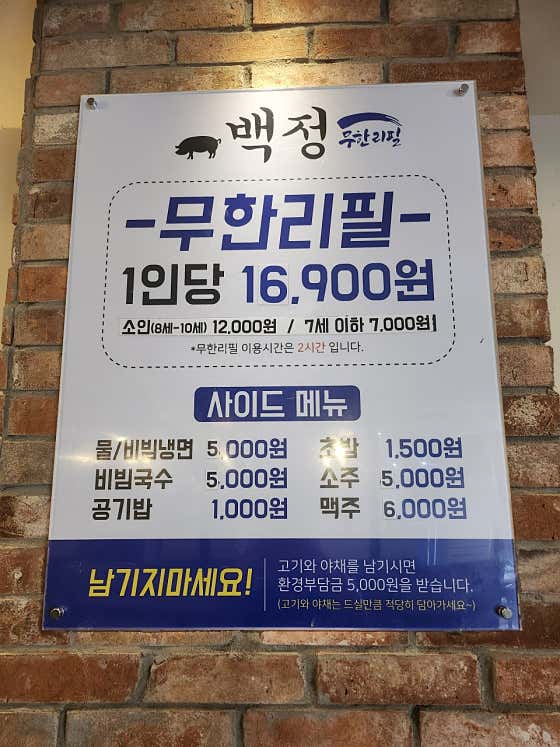 백정 무한리필
-무한리필-
1인당 16,900원
소인(8세-10세) 12,000원 / 7세 이하 7,000원
*무한리필 이용시간은 2시간 입니다.
사이드 메뉴
물/비빔냉면 5,000원 초밥 1,500원
비빔국수 5,000원 소주 5,000원
공기밥 1,000원 맥주 6,000원
남기지마세요!
고기와 야채를 남기시면
환경부담금 5,000원을 받습니다.
(고기와 야채는 드실만큼 적당히 담아가세요~)